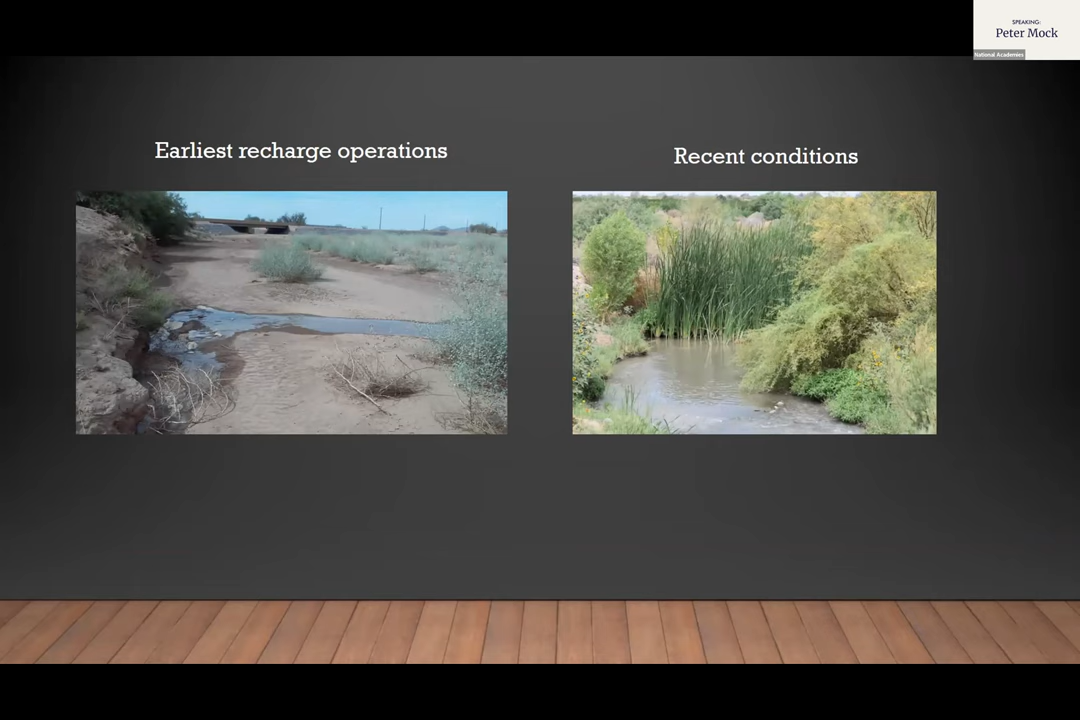 SPEAKING:
Peter Mock
National Academies
Earliest recharge operations
Recent conditions